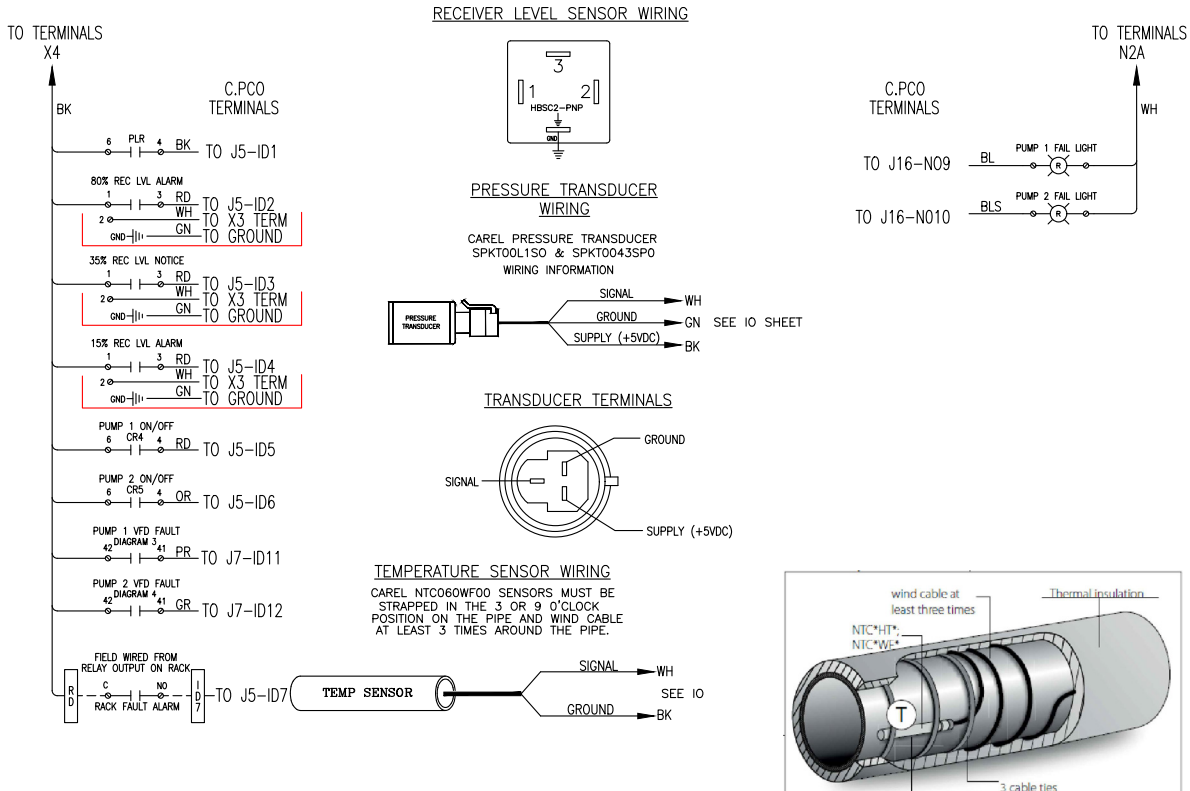 TO TERMINALS
X4
BK
C.PCO
TERMINALS
6 PLR 4 BK TO J5-ID1
80% REC LVL ALARM
1 3 RD TO J5-ID2
2 WH TO X3 TERM
GND GN TO GROUND
35% REC LVL NOTICE
1 3 RD TO J5-ID3
2 WH TO X3 TERM
GND GN TO GROUND
15% REC LVL ALARM
1 3 RD TO J5-ID4
2 WH TO X3 TERM
GND GN TO GROUND
PUMP 1 ON/OFF
6 CR4 4 RD TO J5-ID5
PUMP 2 ON/OFF
6 CR5 4 OR TO J5-ID6
PUMP 1 VFD FAULT
DIAGRAM 3
42 41 PR TO J7-ID11
PUMP 2 VFD FAULT
DIAGRAM 4
42 41 GR TO J7-ID12
FIELD WIRED FROM
RELAY OUTPUT ON RACK
RD C NO ID7 TO J5-ID7
RACK FAULT ALARM
RECEIVER LEVEL SENSOR WIRING
3
1 2
HBSC2-PNP
GND
PRESSURE TRANSDUCER
WIRING
CAREL PRESSURE TRANSDUCER
SPKT00L1S0 & SPKT0043SP0
WIRING INFORMATION
PRESSURE
TRANSDUCER
SIGNAL WH
GROUND GN SEE IO SHEET
SUPPLY (+5VDC) BK
TRANSDUCER TERMINALS
GROUND
SIGNAL
SUPPLY (+5VDC)
TEMPERATURE SENSOR WIRING
CAREL NTC060WF00 SENSORS MUST BE
STRAPPED IN THE 3 OR 9 O'CLOCK
POSITION ON THE PIPE AND WIND CABLE
AT LEAST 3 TIMES AROUND THE PIPE.
TEMP SENSOR
SIGNAL WH
SEE IO
GROUND BK
TO TERMINALS
N2A
WH
C.PCO
TERMINALS
TO J16-NO9 BL PUMP 1 FAIL LIGHT
R
TO J16-NO10 BLS PUMP 2 FAIL LIGHT
R
wind cable at
least three times
Thermal insulation
NTC*HT*;
NTC*WF*
T
3 cable ties